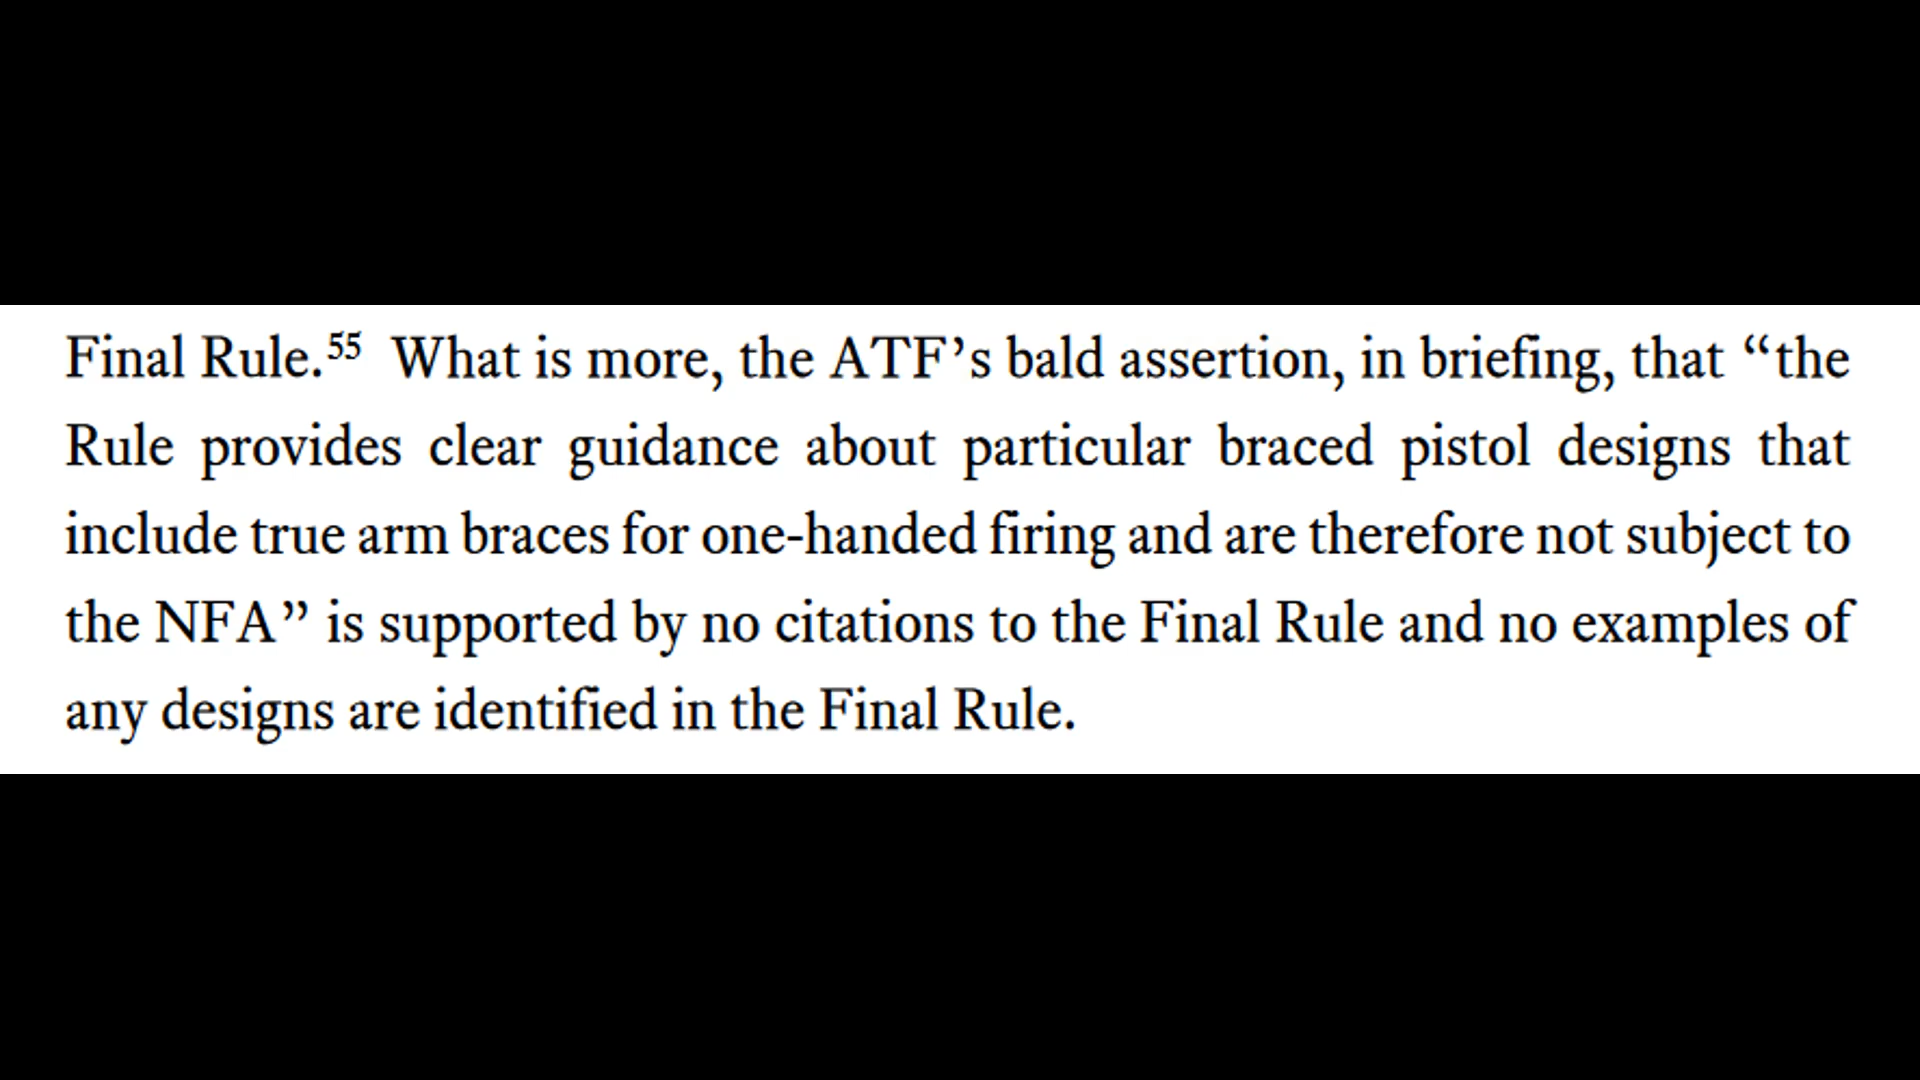 Final Rule.55 What is more, the ATF’s bald assertion, in briefing, that “the
Rule provides clear guidance about particular braced pistol designs that
include true arm braces for one-handed firing and are therefore not subject to
the NFA” is supported by no citations to the Final Rule and no examples of
any designs are identified in the Final Rule.